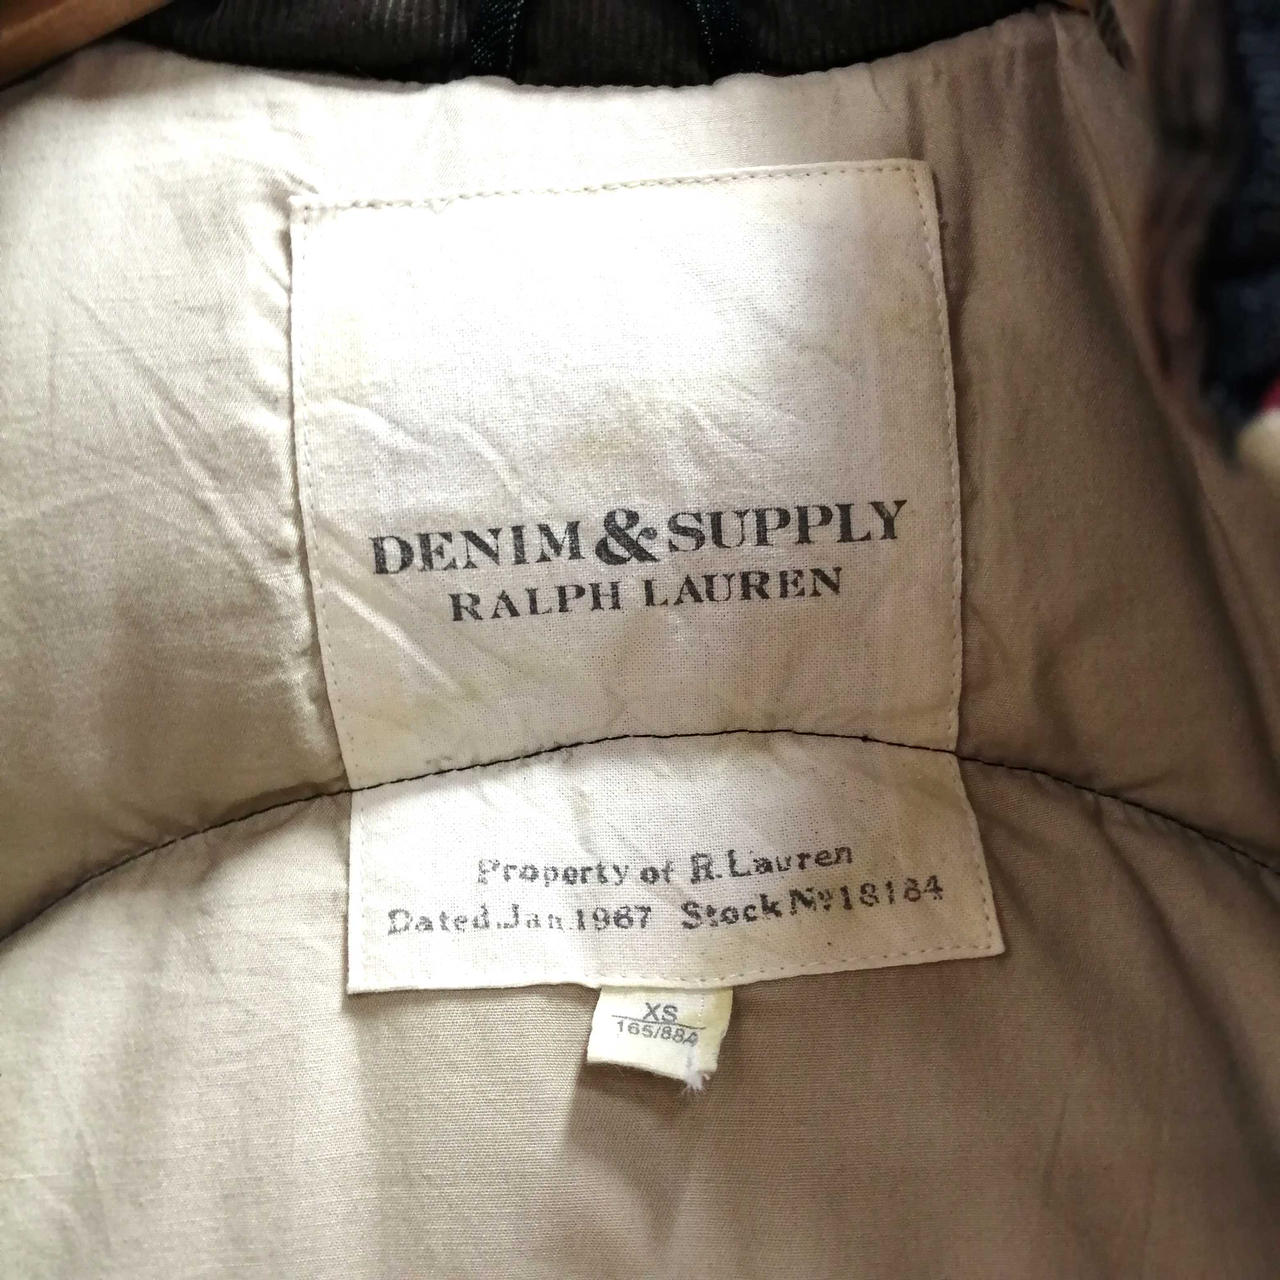 DENIM & SUPPLY
RALPH LAUREN
Property of R. Lauren
Dated Jan 1967 Stock Nº 18184
XS
165/88A